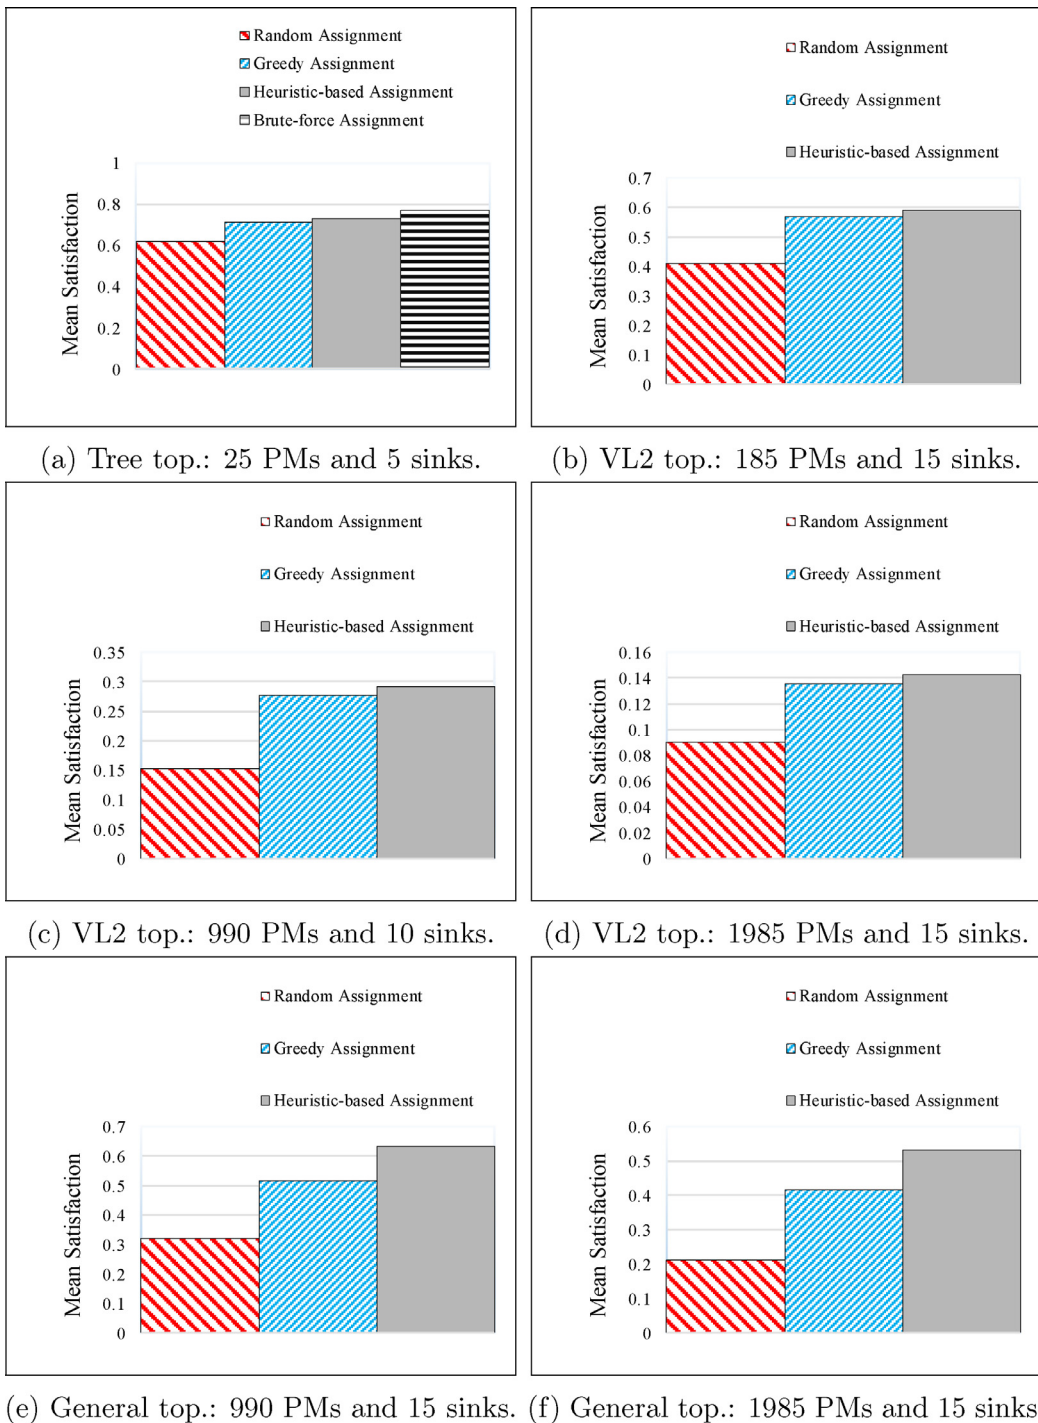 Random Assignment
Greedy Assignment
Heuristic-based Assignment
Brute-force Assignment
Mean Satisfaction
1
0.8
0.6
0.4
0.2
0
(a) Tree top.: 25 PMs and 5 sinks.
Random Assignment
Greedy Assignment
Heuristic-based Assignment
Mean Satisfaction
0.7
0.6
0.5
0.4
0.3
0.2
0.1
0
(b) VL2 top.: 185 PMs and 15 sinks.
Random Assignment
Greedy Assignment
Heuristic-based Assignment
Mean Satisfaction
0.35
0.3
0.25
0.2
0.15
0.1
0.05
0
(c) VL2 top.: 990 PMs and 10 sinks.
Random Assignment
Greedy Assignment
Heuristic-based Assignment
Mean Satisfaction
0.16
0.14
0.12
0.1
0.08
0.06
0.04
0.02
0
(d) VL2 top.: 1985 PMs and 15 sinks.
Random Assignment
Greedy Assignment
Heuristic-based Assignment
Mean Satisfaction
0.7
0.6
0.5
0.4
0.3
0.2
0.1
0
(e) General top.: 990 PMs and 15 sinks.
Random Assignment
Greedy Assignment
Heuristic-based Assignment
Mean Satisfaction
0.6
0.5
0.4
0.3
0.2
0.1
0
(f) General top.: 1985 PMs and 15 sinks